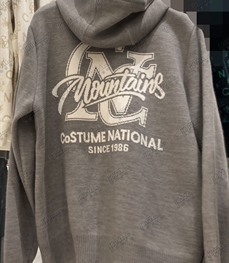 CN
Mountains
CoSTUME NATIONAL
SINCE 1986